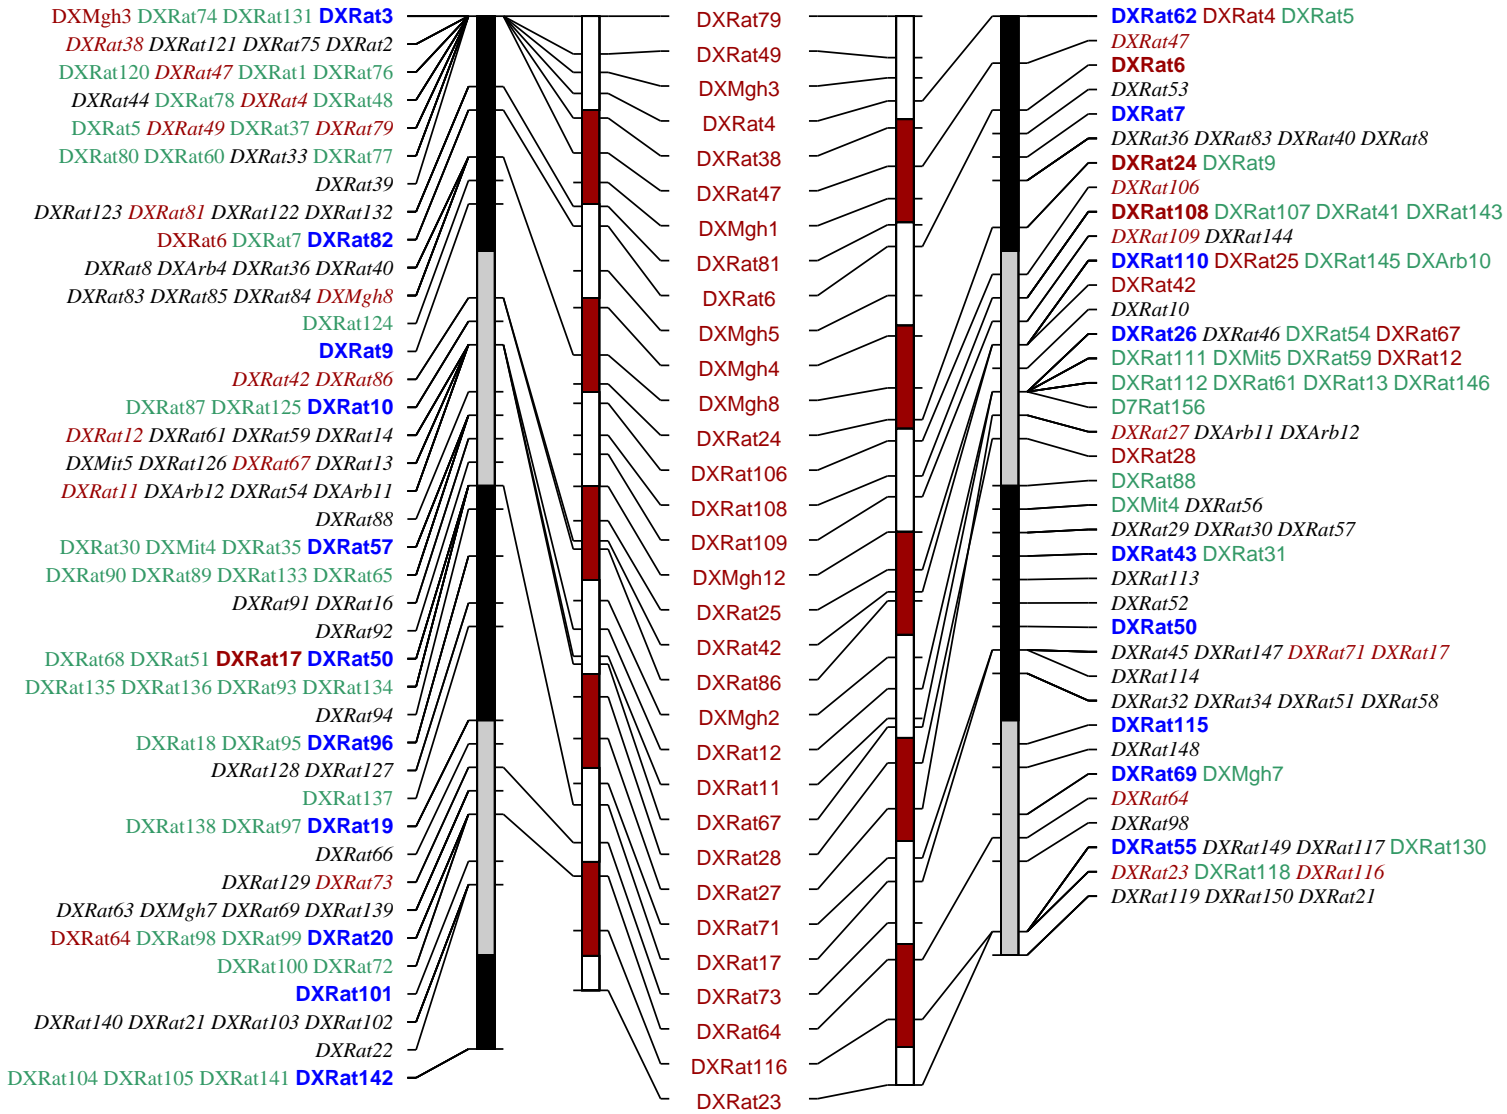 DXMgh3 DXRat74 DXRat131 DXRat3
DXRat38 DXRat121 DXRat75 DXRat2
DXRat120 DXRat47 DXRat1 DXRat76
DXRat44 DXRat78 DXRat4 DXRat48
DXRat5 DXRat49 DXRat37 DXRat79
DXRat80 DXRat60 DXRat33 DXRat77
DXRat39
DXRat123 DXRat81 DXRat122 DXRat132
DXRat6 DXRat7 DXRat82
DXRat8 DXArb4 DXRat36 DXRat40
DXRat83 DXRat85 DXRat84 DXMgh8
DXRat124
DXRat9
DXRat42 DXRat86
DXRat87 DXRat125 DXRat10
DXRat12 DXRat61 DXRat59 DXRat14
DXMit5 DXRat126 DXRat67 DXRat13
DXRat11 DXArb12 DXRat54 DXArb11
DXRat88
DXRat30 DXMit4 DXRat35 DXRat57
DXRat90 DXRat89 DXRat133 DXRat65
DXRat91 DXRat16
DXRat92
DXRat68 DXRat51 DXRat17 DXRat50
DXRat135 DXRat136 DXRat93 DXRat134
DXRat94
DXRat18 DXRat95 DXRat96
DXRat128 DXRat127
DXRat137
DXRat138 DXRat97 DXRat19
DXRat66
DXRat129 DXRat73
DXRat63 DXMgh7 DXRat69 DXRat139
DXRat64 DXRat98 DXRat99 DXRat20
DXRat100 DXRat72
DXRat101
DXRat140 DXRat21 DXRat103 DXRat102
DXRat22
DXRat104 DXRat105 DXRat141 DXRat142
DXRat79
DXRat49
DXMgh3
DXRat4
DXRat38
DXRat47
DXMgh1
DXRat81
DXRat6
DXMgh5
DXMgh4
DXMgh8
DXRat24
DXRat106
DXRat108
DXRat109
DXMgh12
DXRat25
DXRat42
DXRat86
DXMgh2
DXRat12
DXRat11
DXRat67
DXRat28
DXRat27
DXRat71
DXRat17
DXRat73
DXRat64
DXRat116
DXRat23
DXRat62 DXRat4 DXRat5
DXRat47
DXRat6
DXRat53
DXRat7
DXRat36 DXRat83 DXRat40 DXRat8
DXRat24 DXRat9
DXRat106
DXRat108 DXRat107 DXRat41 DXRat143
DXRat109 DXRat144
DXRat110 DXRat25 DXRat145 DXArb10
DXRat42
DXRat10
DXRat26 DXRat46 DXRat54 DXRat67
DXRat111 DXMit5 DXRat59 DXRat12
DXRat112 DXRat61 DXRat13 DXRat146
D7Rat156
DXRat27 DXArb11 DXArb12
DXRat28
DXRat88
DXMit4 DXRat56
DXRat29 DXRat30 DXRat57
DXRat43 DXRat31
DXRat113
DXRat52
DXRat50
DXRat45 DXRat147 DXRat71 DXRat17
DXRat114
DXRat32 DXRat34 DXRat51 DXRat58
DXRat115
DXRat148
DXRat69 DXMgh7
DXRat64
DXRat98
DXRat55 DXRat149 DXRat117 DXRat130
DXRat23 DXRat118 DXRat116
DXRat119 DXRat150 DXRat21